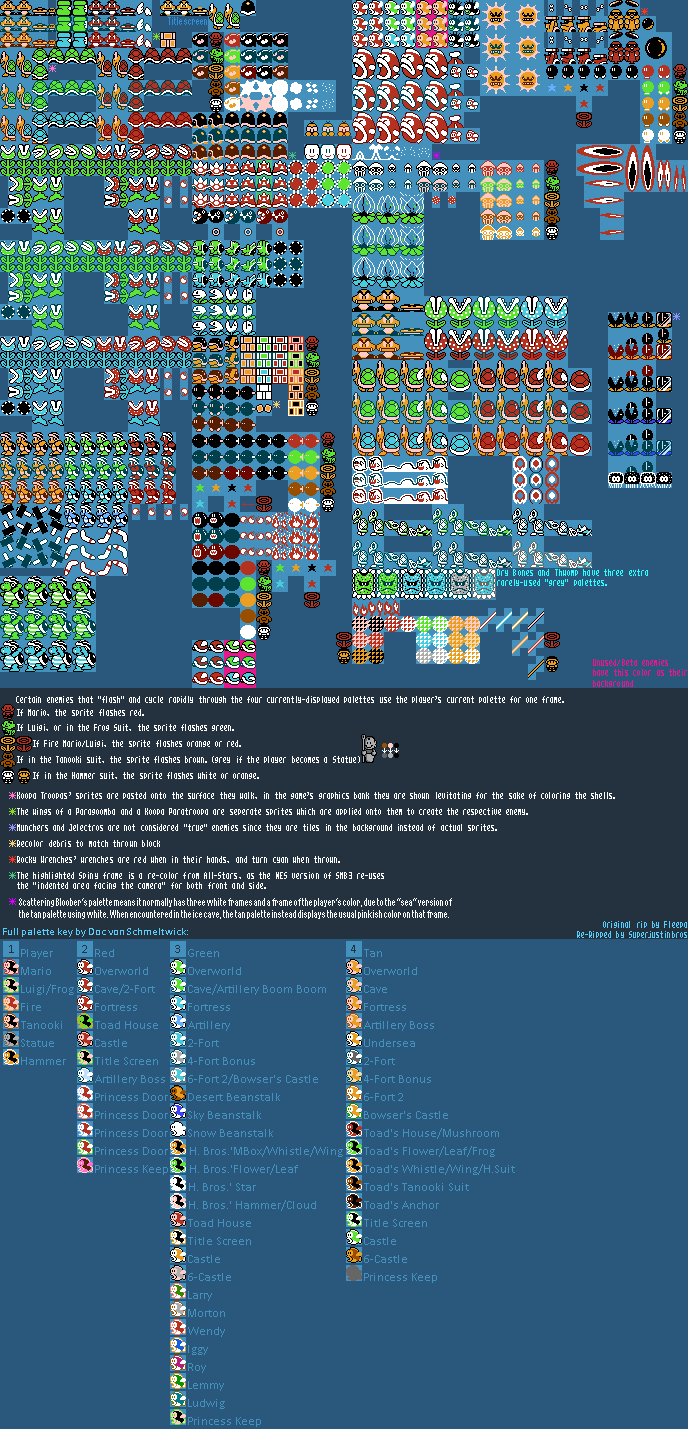 Title screen
Dry Bones and Thwomp have three extra
rarely-used "grey" palettes.
Unused/Beta enemies
have this color as their
background
Certain enemies that "flash" and cycle rapidly through the four currently-displayed palettes use the player's current palette for one frame.
If Mario, the sprite flashes red.
If Luigi, or in the Frog Suit, the sprite flashes green.
If Fire Mario/Luigi, the sprite flashes orange or red.
If in the Tanooki suit, the sprite flashes brown. (grey if the player becomes a Statue)
If in the Hammer suit, the sprite flashes white or orange.
*Koopa Troopas' sprites are pasted onto the surface they walk. in the game's graphics bank they are shown levitating for the sake of coloring the shells.
*The wings of a Paragoomba and a Koopa Paratroopa are seperate sprites which are applied onto them to create the respective enemy.
*Munchers and Jelectros are not considered "true" enemies since they are tiles in the background instead of actual sprites.
*Recolor debris to match thrown block
*Rocky Wrenches' wrenches are red when in their hands, and turn cyan when thrown.
*The highlighted Spiny frame is a re-color from All-Stars, as the NES version of SMB3 re-uses
the "indented area facing the camera" for both front and side.
*Scattering Bloober's palette means it normally has three white frames and a frame of the player's color, due to the "sea" version of
the tan palette using white. When encountered in the ice cave, the tan palette instead displays the usual pinkish color on that frame.
Original rip by Fleepa
Re-Ripped by Superjustinbros
Full palette key by Doc von Schmeltwick:
1 Player
Mario
Luigi/Frog
Fire
Tanooki
Statue
Hammer
2 Red
Overworld
Cave/2-Fort
Fortress
Toad House
Castle
Title Screen
Artillery Boss
Princess Door
Princess Door
Princess Door
Princess Door
Princess Keep
3 Green
Overworld
Cave/Artillery Boom Boom
Fortress
Artillery
2-Fort
4-Fort Bonus
6-Fort 2/Bowser's Castle
Desert Beanstalk
Sky Beanstalk
Snow Beanstalk
H. Bros.'MBox/Whistle/Wing
H. Bros.'Flower/Leaf
H. Bros.' Star
H. Bros.' Hammer/Cloud
Toad House
Title Screen
Castle
6-Castle
Larry
Morton
Wendy
Iggy
Roy
Lemmy
Ludwig
Princess Keep
4 Tan
Overworld
Cave
Fortress
Artillery Boss
Undersea
2-Fort
4-Fort Bonus
6-Fort 2
Bowser's Castle
Toad's House/Mushroom
Toad's Flower/Leaf/Frog
Toad's Whistle/Wing/H.Suit
Toad's Tanooki Suit
Toad's Anchor
Title Screen
Castle
6-Castle
Princess Keep